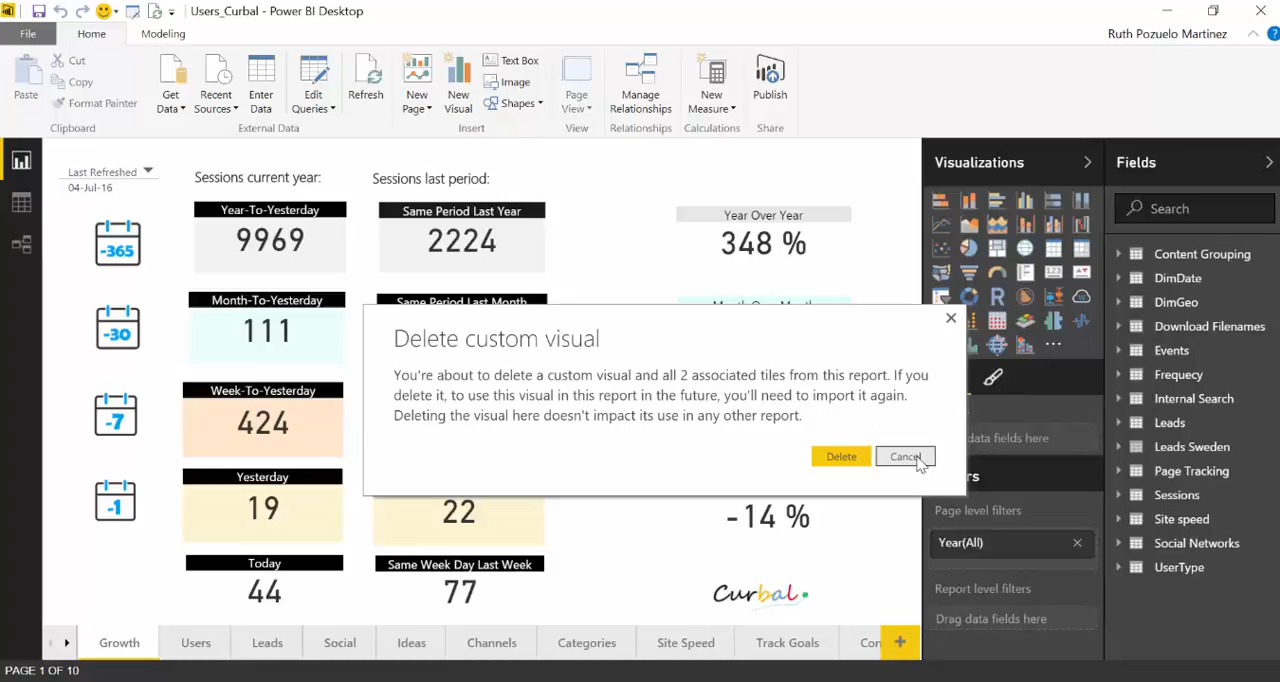 Users_Curbal - Power BI Desktop
File
Home
Modeling
Ruth Pozuelo Martinez
Paste
Cut
Copy
Format Painter
Clipboard
Get Data
Recent Sources
Enter Data
Edit Queries
Refresh
External Data
New Page
New Visual
Text Box
Image
Shapes
Insert
Page View
View
Manage Relationships
Relationships
New Measure
Calculations
Publish
Share
Last Refreshed
04-Jul-16
Sessions current year:
Sessions last period:
-365
Year-To-Yesterday
9969
Same Period Last Year
2224
Year Over Year
348 %
-30
Month-To-Yesterday
111
Same Period Last Month
-7
Week-To-Yesterday
424
-1
Yesterday
19
22
-14 %
Today
44
Same Week Day Last Week
77
Curbal
Delete custom visual
You're about to delete a custom visual and all 2 associated tiles from this report. If you
delete it, to use this visual in this report in the future, you'll need to import it again.
Deleting the visual here doesn't impact its use in any other report.
Delete
Cancel
Visualizations
R
data fields here
rs
Page level filters
Year(All)
Report level filters
Drag data fields here
Fields
Search
Content Grouping
DimDate
DimGeo
Download Filenames
Events
Frequecy
Internal Search
Leads
Leads Sweden
Page Tracking
Sessions
Site speed
Social Networks
UserType
Growth
Users
Leads
Social
Ideas
Channels
Categories
Site Speed
Track Goals
Con
+
PAGE 1 OF 10